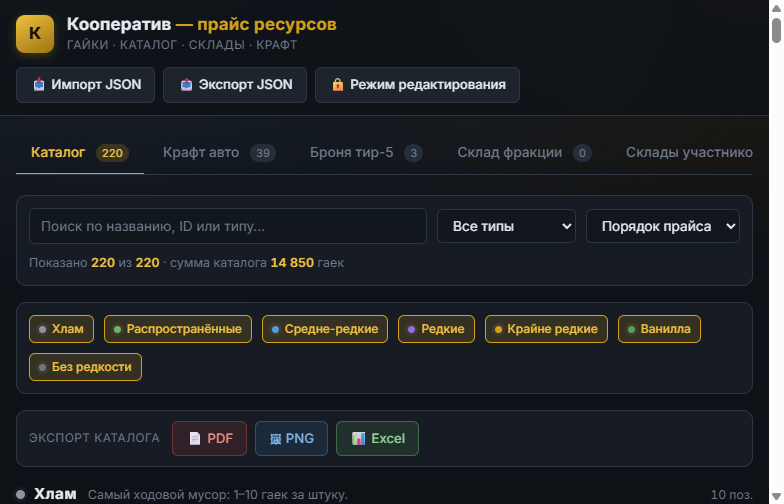 К
Кооператив — прайс ресурсов
ГАЙКИ · КАТАЛОГ · СКЛАДЫ · КРАФТ
Импорт JSON Экспорт JSON Режим редактирования
Каталог 220 Крафт авто 39 Броня тир-5 3 Склад фракции 0 Склады участнико
Поиск по названию, ID или типу... Все типы Порядок прайса
Показано 220 из 220 · сумма каталога 14 850 гаек
Хлам Распространённые Средне-редкие Редкие Крайне редкие Ванилла
Без редкости
ЭКСПОРТ КАТАЛОГА PDF PNG Excel
Хлам Самый ходовой мусор: 1–10 гаек за штуку. 10 поз.